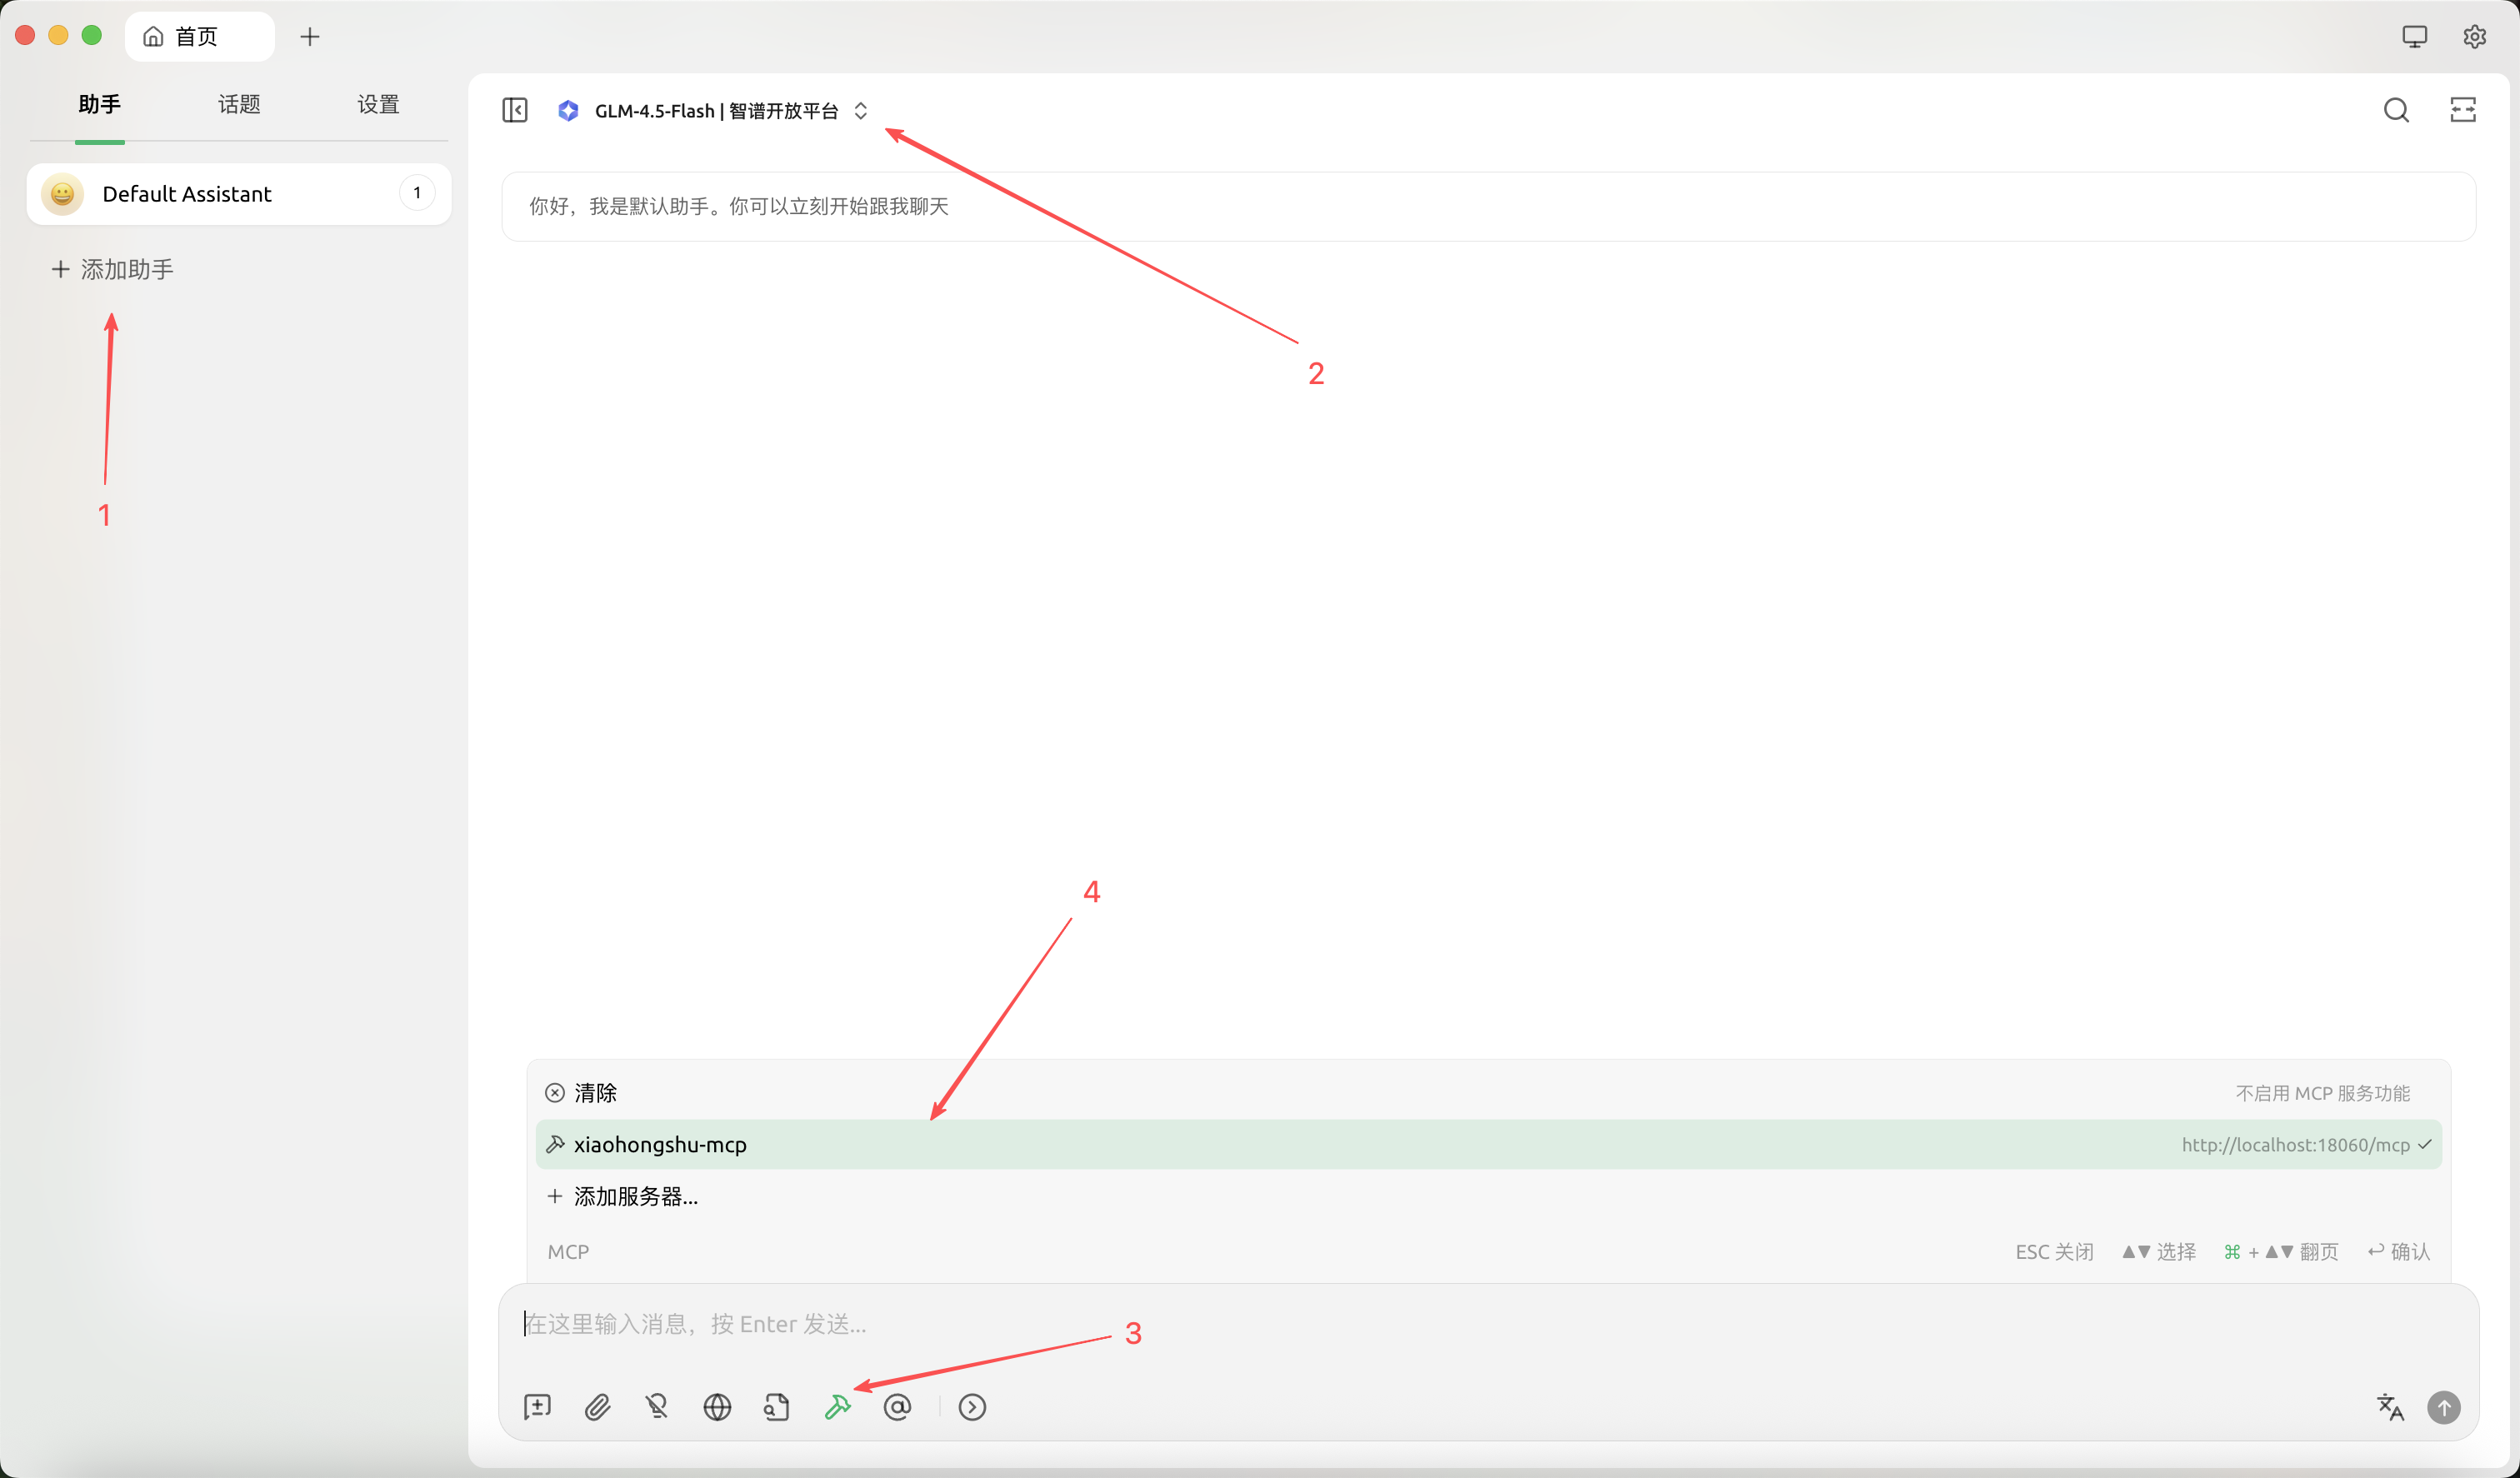 首页
助手
话题
设置
Default Assistant
1
添加助手
1
GLM-4.5-Flash | 智谱开放平台
你好，我是默认助手。你可以立刻开始跟我聊天
2
4
清除
不启用 MCP 服务功能
xiaohongshu-mcp
http://localhost:18060/mcp
添加服务器...
MCP
ESC 关闭
▲▼ 选择
⌘ + ▲▼ 翻页
↩ 确认
在这里输入消息，按 Enter 发送...
3